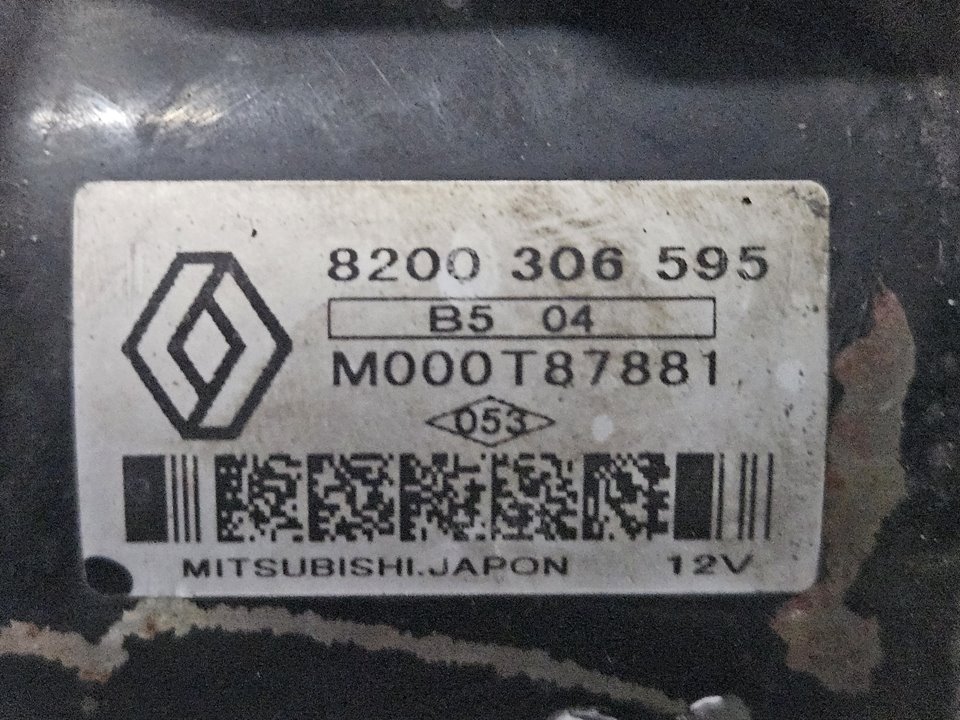 8200 306 595
B5 04
M000T87881
053
MITSUBISHI.JAPON 12V